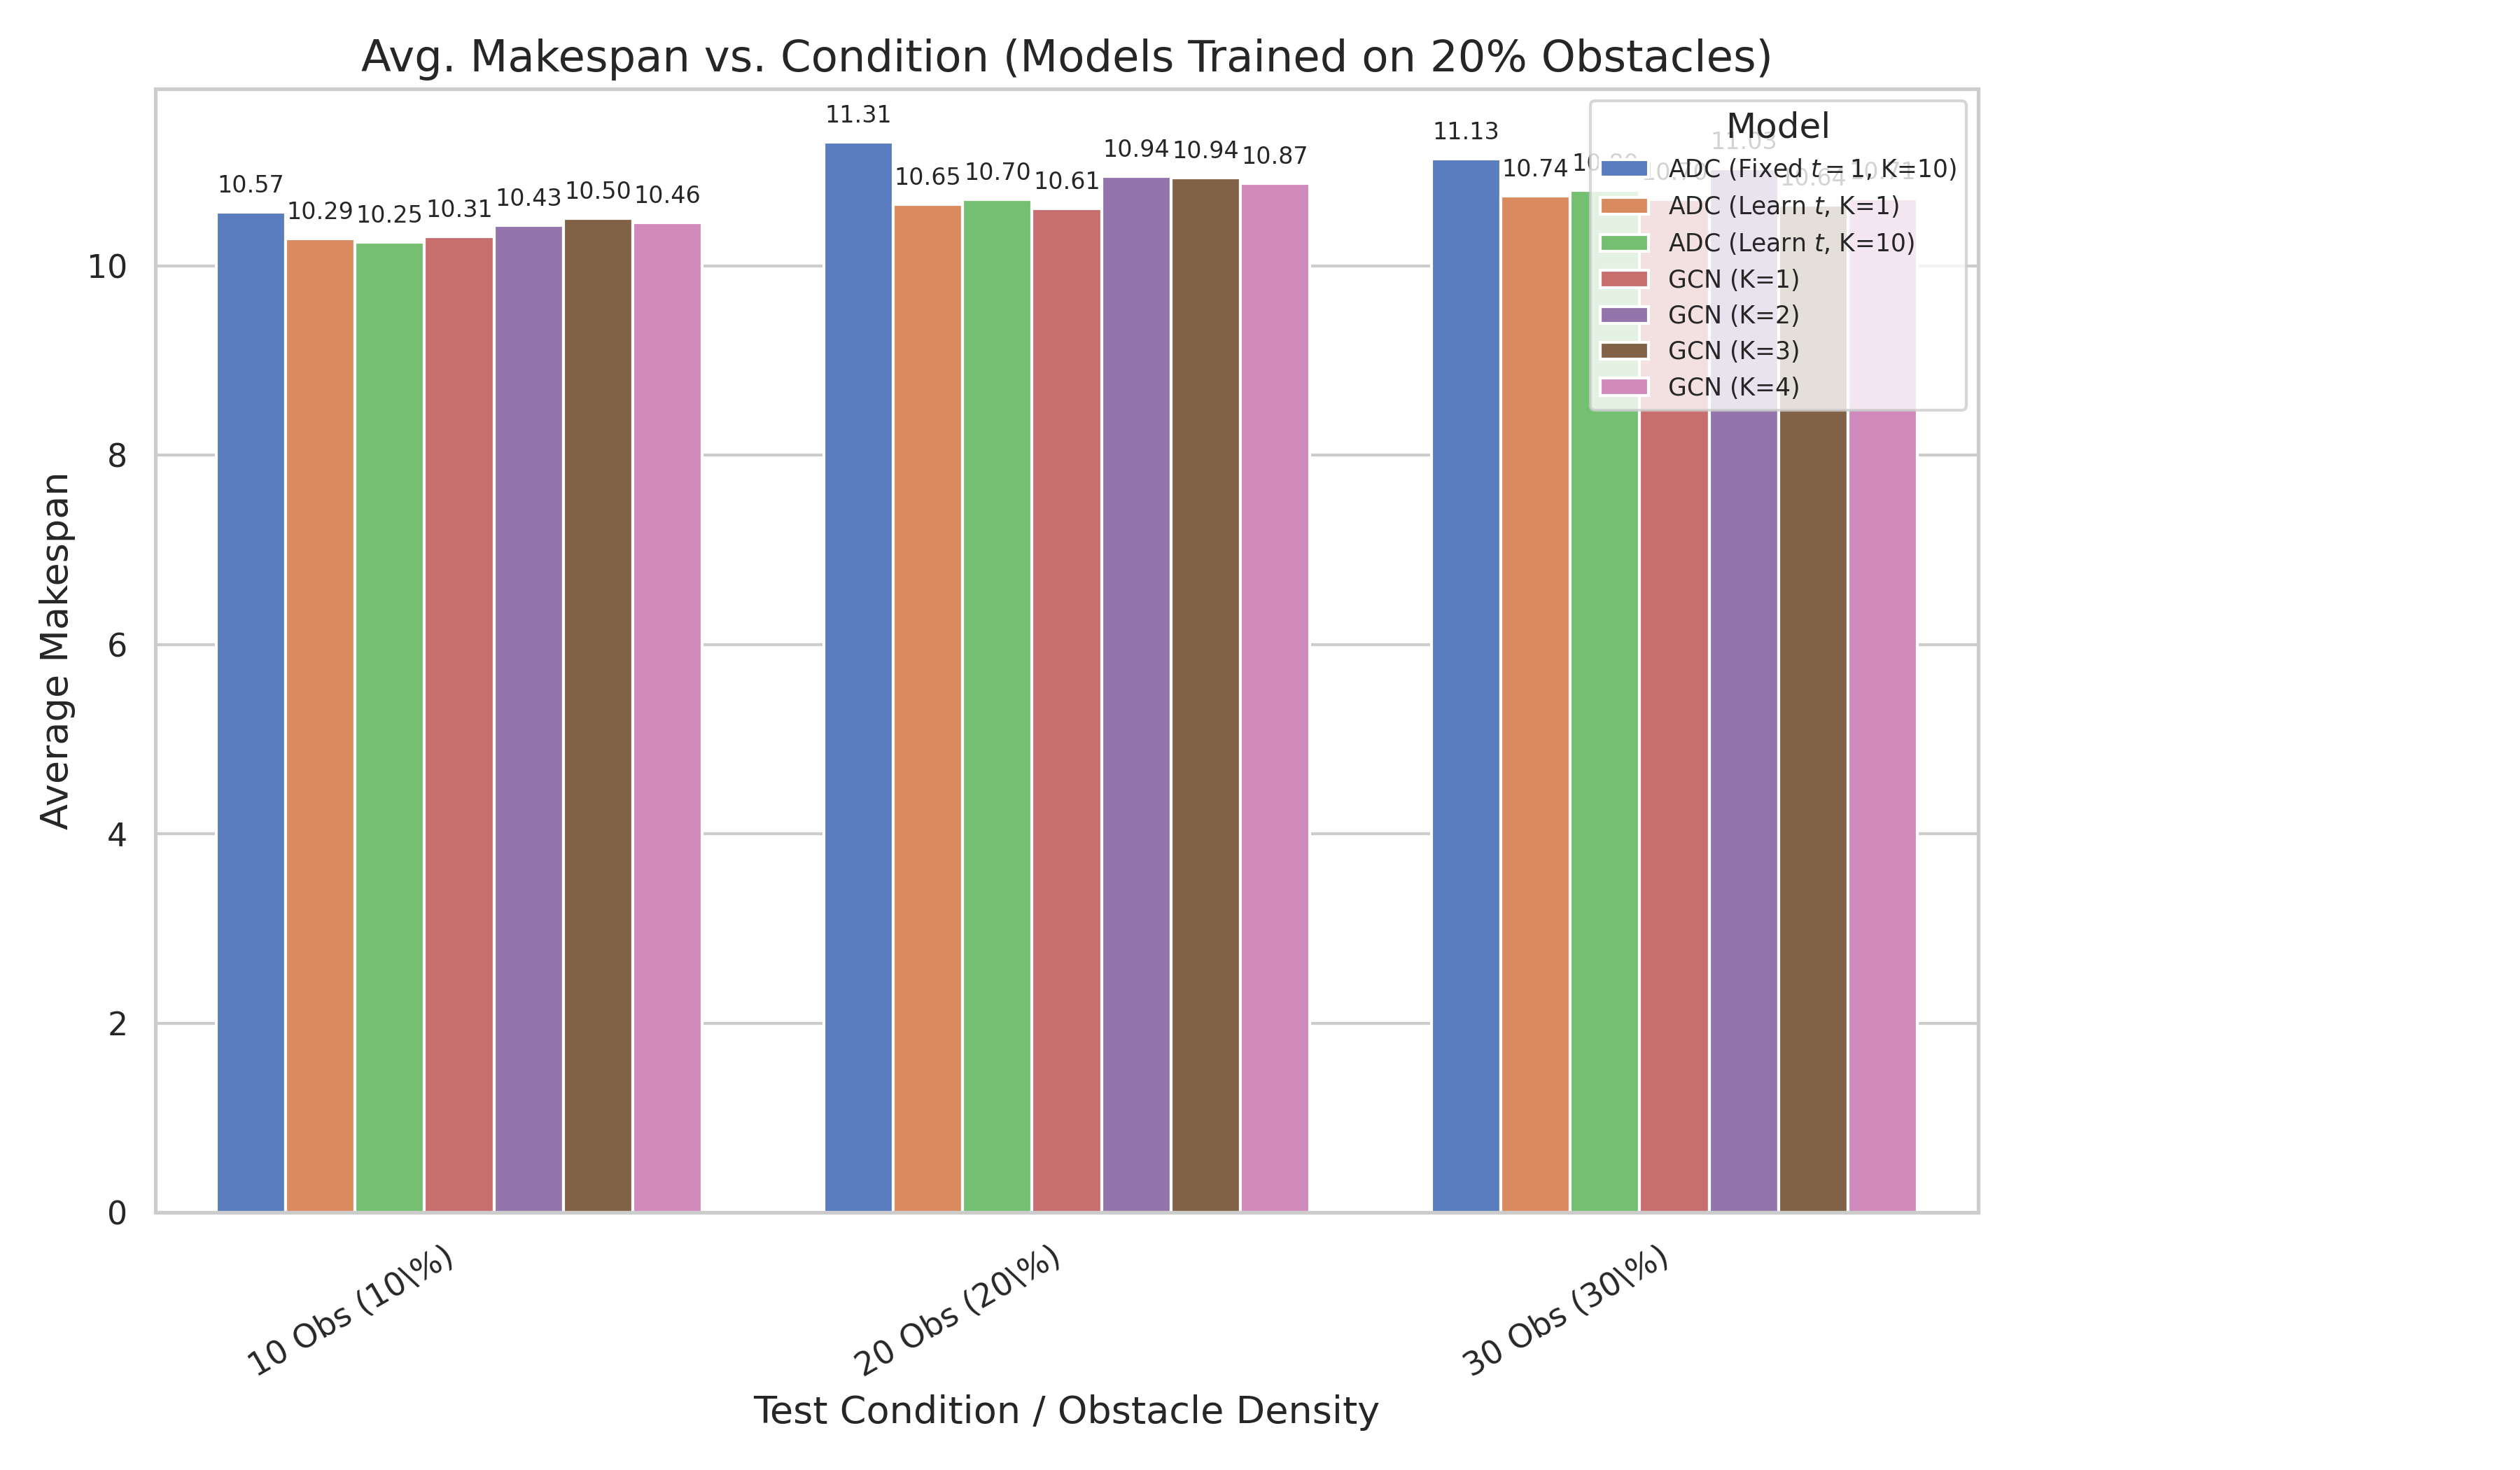 Avg. Makespan vs. Condition (Models Trained on 20% Obstacles)
Average Makespan
10
8
6
4
2
0
10.57
10.29
10.25
10.31
10.43
10.50
10.46
11.31
10.65
10.70
10.61
10.94
10.94
10.87
11.13
10.74
11.03
10.64
10.71
Model
ADC (Fixed t = 1, K=10)
ADC (Learn t, K=1)
ADC (Learn t, K=10)
GCN (K=1)
GCN (K=2)
GCN (K=3)
GCN (K=4)
10 Obs (10\%)
20 Obs (20\%)
30 Obs (30\%)
Test Condition / Obstacle Density